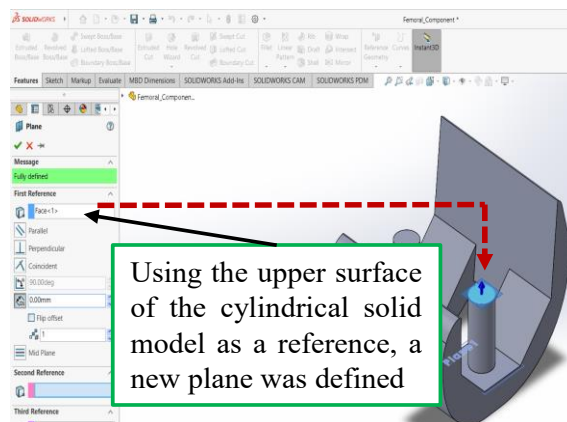 SOLIDWORKS
Femoral_Component *
Extruded Boss/Base
Revolved Boss/Base
Swept Boss/Base
Lofted Boss/Base
Boundary Boss/Base
Extruded Cut
Hole Wizard
Revolved Cut
Swept Cut
Lofted Cut
Boundary Cut
Fillet
Linear Pattern
Rib
Draft
Shell
Wrap
Intersect
Mirror
Reference Geometry
Curves
Instant3D
Features Sketch Markup Evaluate MBD Dimensions SOLIDWORKS Add-Ins SOLIDWORKS CAM SOLIDWORKS PDM
Femoral_Componen...
Plane
Message
Fully defined
First Reference
Face<1>
Parallel
Perpendicular
Coincident
90.00deg
0.00mm
Flip offset
1
Mid Plane
Second Reference
Third Reference
Using the upper surface
of the cylindrical solid
model as a reference, a
new plane was defined
Plane1